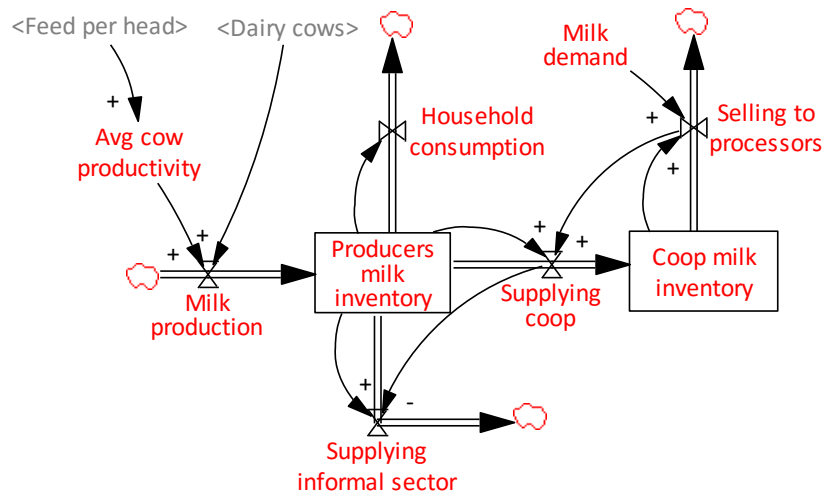 <Feed per head>
<Dairy cows>
Milk
demand
+
Avg cow
productivity
Household
consumption
+
Selling to
processors
+
+
+
+
+
Producers
milk
inventory
Coop milk
inventory
Milk
production
Supplying
coop
+
-
Supplying
informal sector